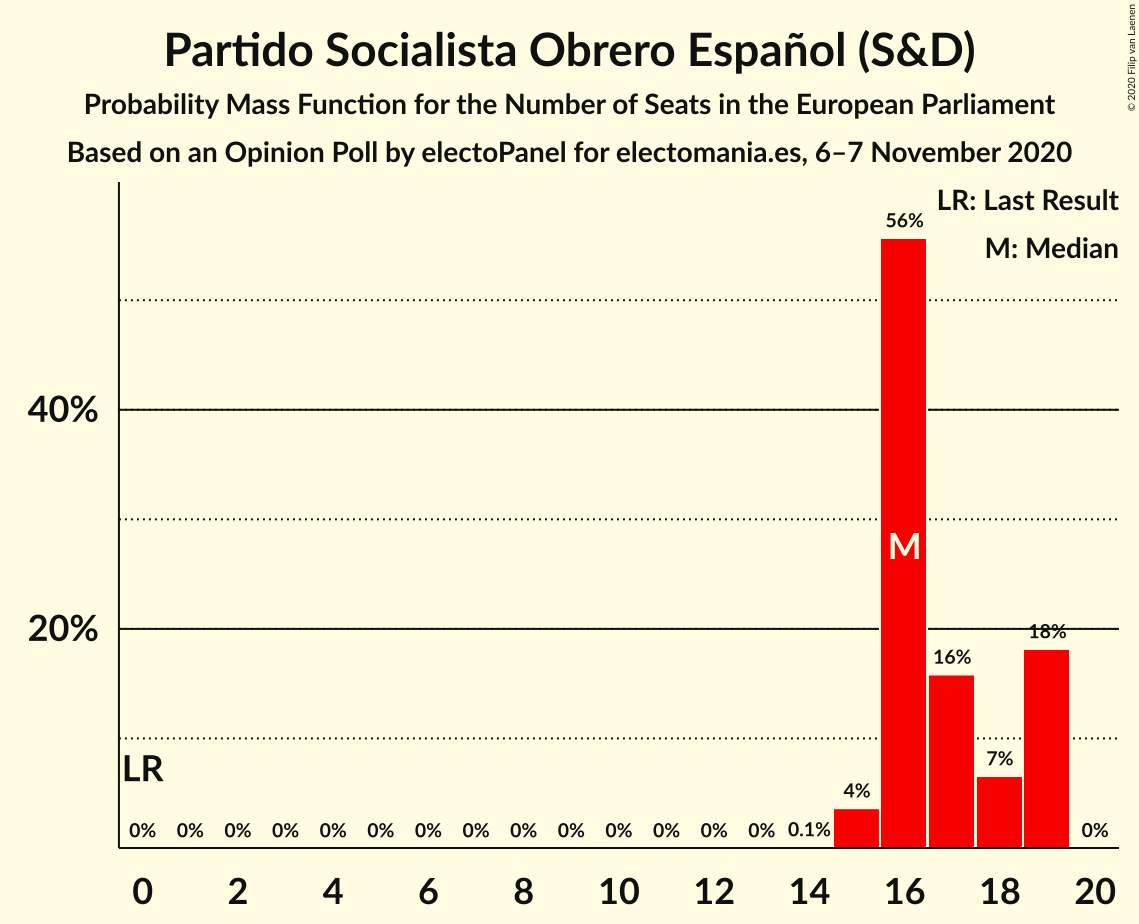 Partido Socialista Obrero Español (S&D)
Probability Mass Function for the Number of Seats in the European Parliament
Based on an Opinion Poll by electoPanel for electomania.es, 6–7 November 2020
© 2020 Filip van Laenen
LR: Last Result
M: Median
56%
40%
M
20%
18%
16%
LR
7%
4%
0% 0% 0% 0% 0% 0% 0% 0% 0% 0% 0% 0% 0% 0% 0.1% 0%
0 2 4 6 8 10 12 14 16 18 20